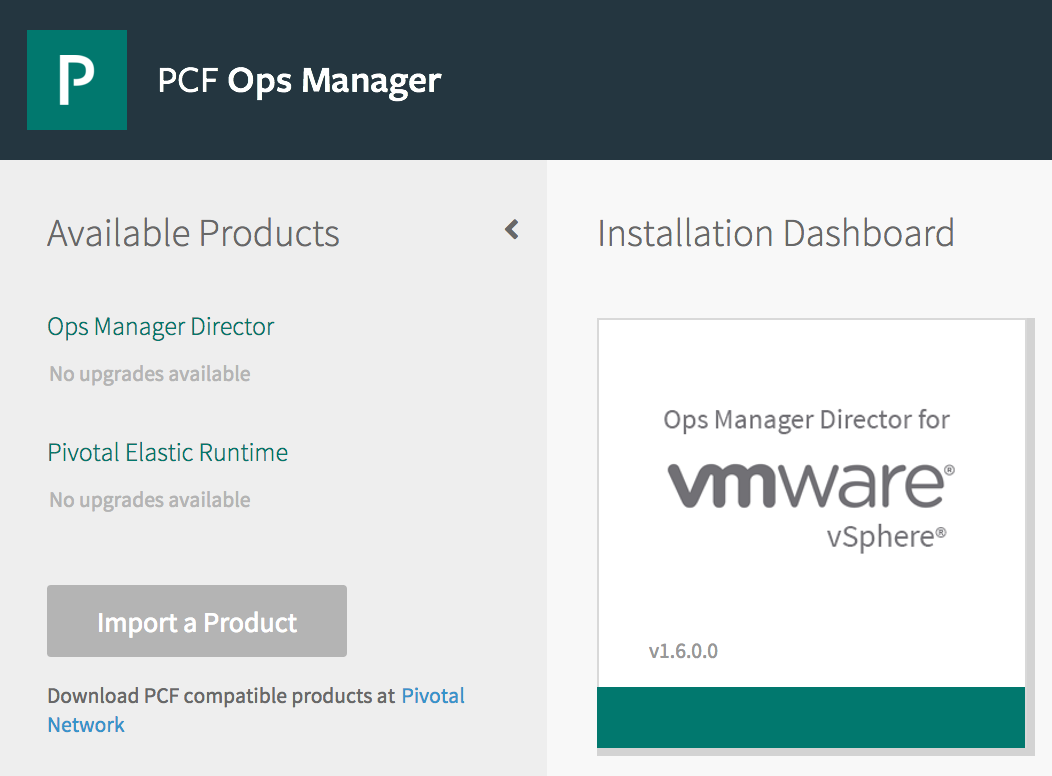 P
PCF Ops Manager
Available Products
Ops Manager Director
No upgrades available
Pivotal Elastic Runtime
No upgrades available
Import a Product
Download PCF compatible products at Pivotal
Network
Installation Dashboard
Ops Manager Director for
vmware®
vSphere®
v1.6.0.0